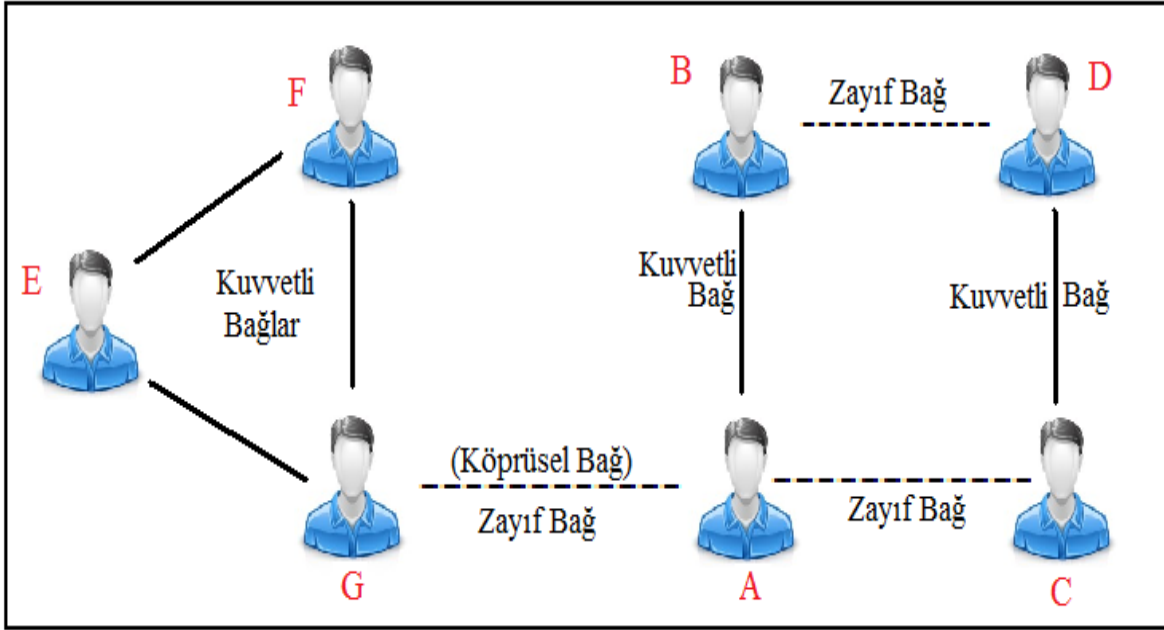 B
D
Zayıf Bağ
F
E
Kuvvetli
Bağlar
Kuvvetli
Bağ
Kuvvetli Bağ
(Köprüsel Bağ)
Zayıf Bağ
Zayıf Bağ
G
A
C